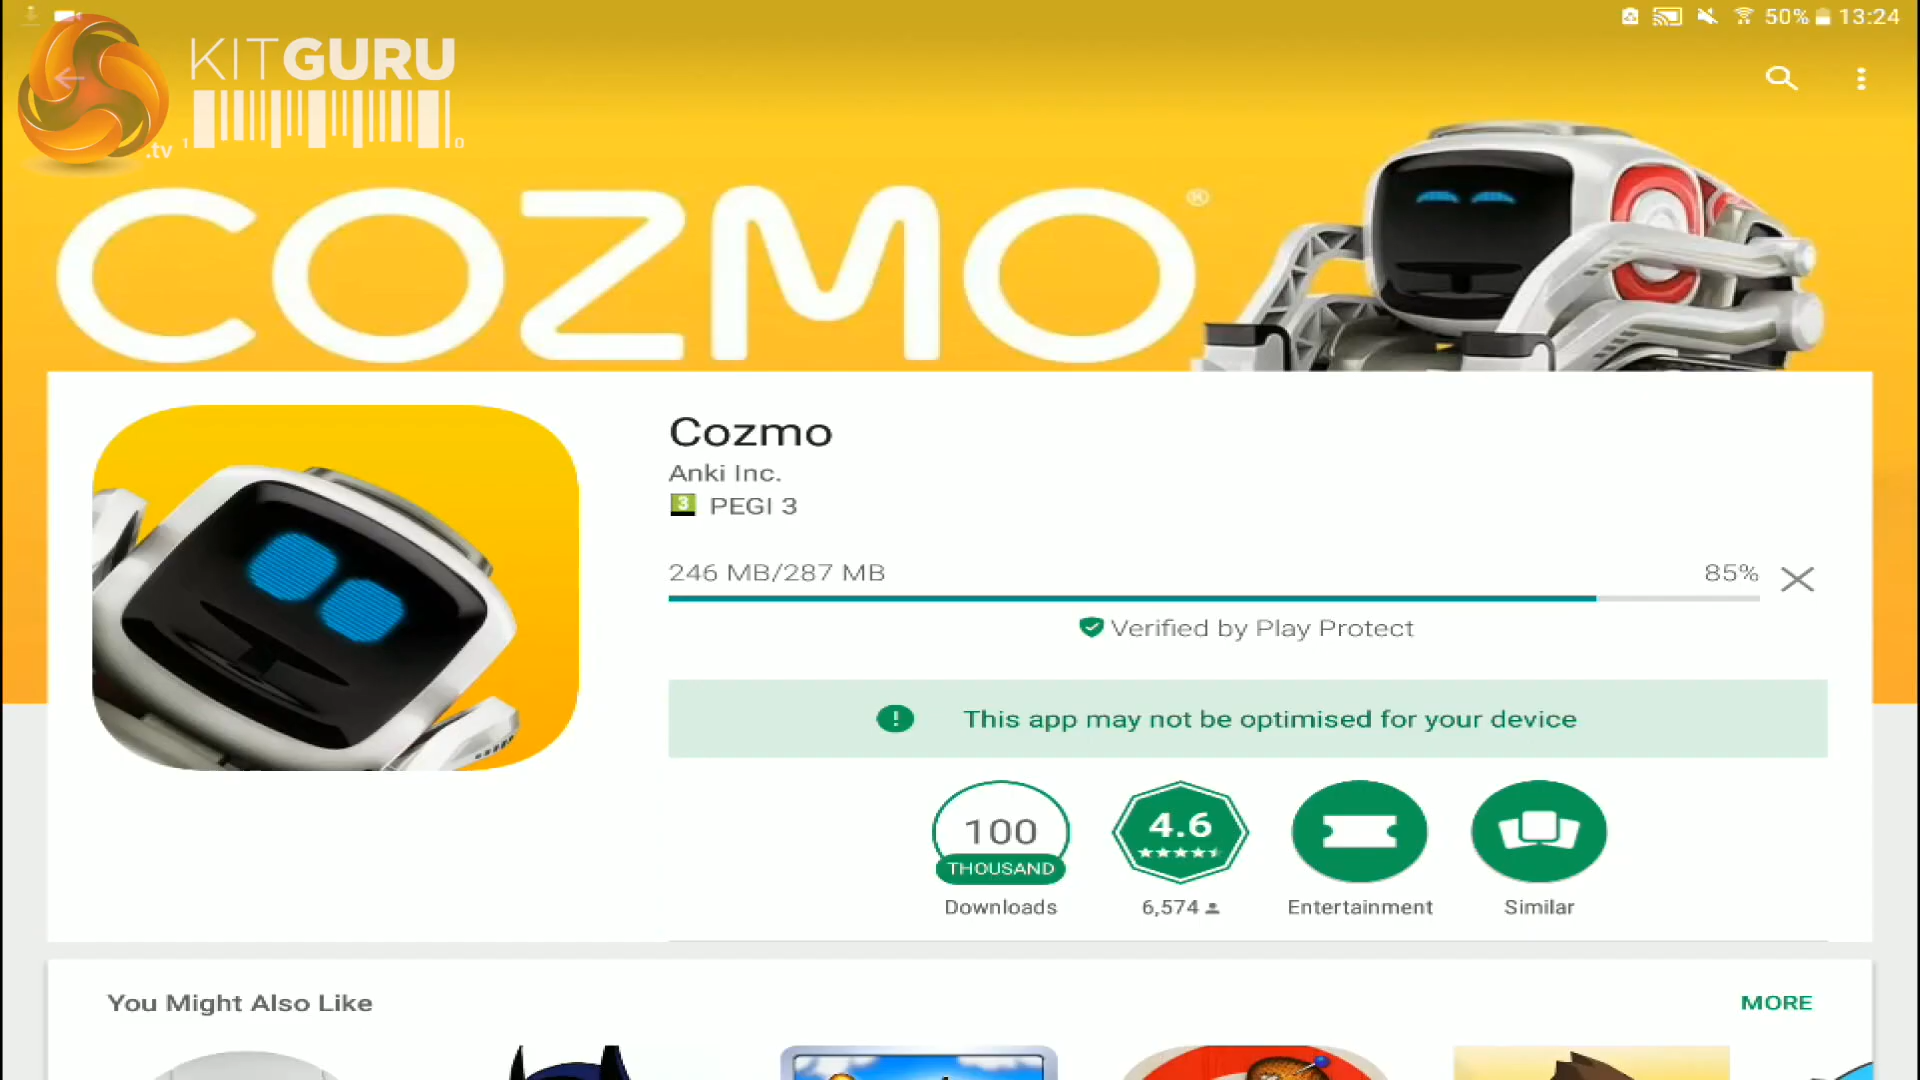 50% 13:24
KITGURU
.tv 1 0
COZMO®
Cozmo
Anki Inc.
3 PEGI 3
246 MB/287 MB 85%
Verified by Play Protect
This app may not be optimised for your device
100 THOUSAND
4.6
Downloads 6,574 Entertainment Similar
You Might Also Like MORE